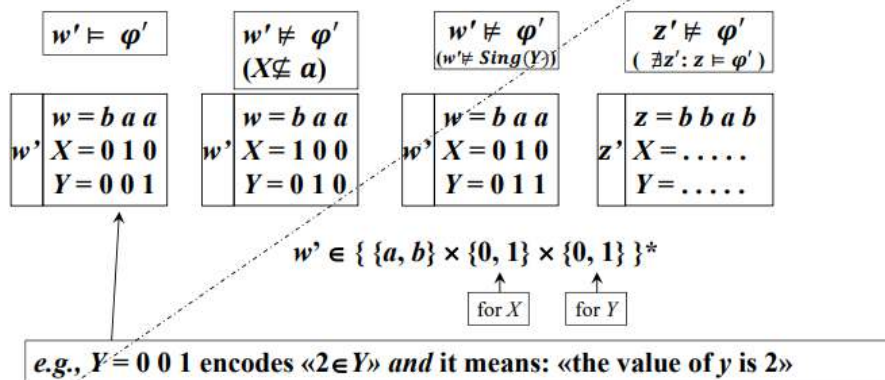 w' ⊨ φ'
w' ⊭ φ'
(X⊈ a)
w' ⊭ φ'
(w'⊭ Sing(Y))
z' ⊭ φ'
( ∄z': z ⊨ φ' )
w' w = b a a
X = 0 1 0
Y = 0 0 1
w' w = b a a
X = 1 0 0
Y = 0 1 0
w' w = b a a
X = 0 1 0
Y = 0 1 1
z' z = b b a b
X = . . . . .
Y = . . . . .
w' ∈ { {a, b} × {0, 1} × {0, 1} }*
for X for Y
e.g., Y = 0 0 1 encodes «2∈Y» and it means: «the value of y is 2»